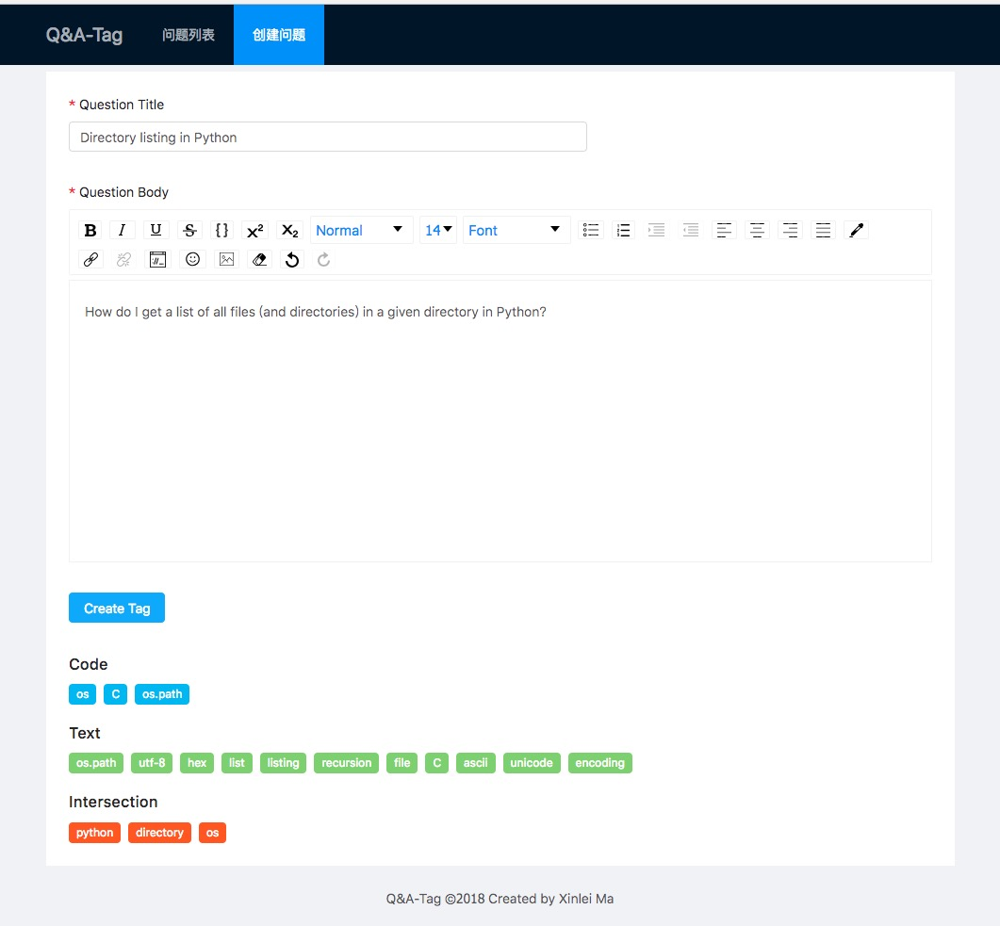 Q&A-Tag 问题列表 创建问题
* Question Title
Directory listing in Python
* Question Body
B I U S {} x² x₂ Normal 14 Font
How do I get a list of all files (and directories) in a given directory in Python?
Create Tag
Code
os C os.path
Text
os.path utf-8 hex list listing recursion file C ascii unicode encoding
Intersection
python directory os
Q&A-Tag ©2018 Created by Xinlei Ma